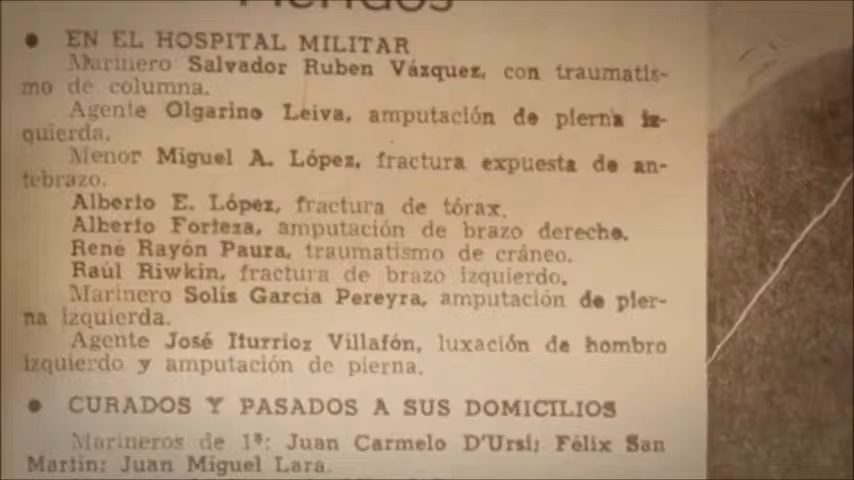 Heridos
● EN EL HOSPITAL MILITAR
Marinero Salvador Ruben Vázquez, con traumatis-
mo de columna.
Agente Olgarino Leiva, amputación de pierna iz-
quierda.
Menor Miguel A. López, fractura expuesta de an-
tebrazo.
Alberto E. López, fractura de tórax.
Alberto Forteza, amputación de brazo derecho.
René Rayón Paura, traumatismo de cráneo.
Raúl Riwkin, fractura de brazo izquierdo.
Marinero Solís García Pereyra, amputación de pier-
na izquierda.
Agente José Iturrioz Villafón, luxación de hombro
izquierdo y amputación de pierna.
● CURADOS Y PASADOS A SUS DOMICILIOS
Marineros de 1ª: Juan Carmelo D'Ursi; Félix San
Martín; Juan Miguel Lara.